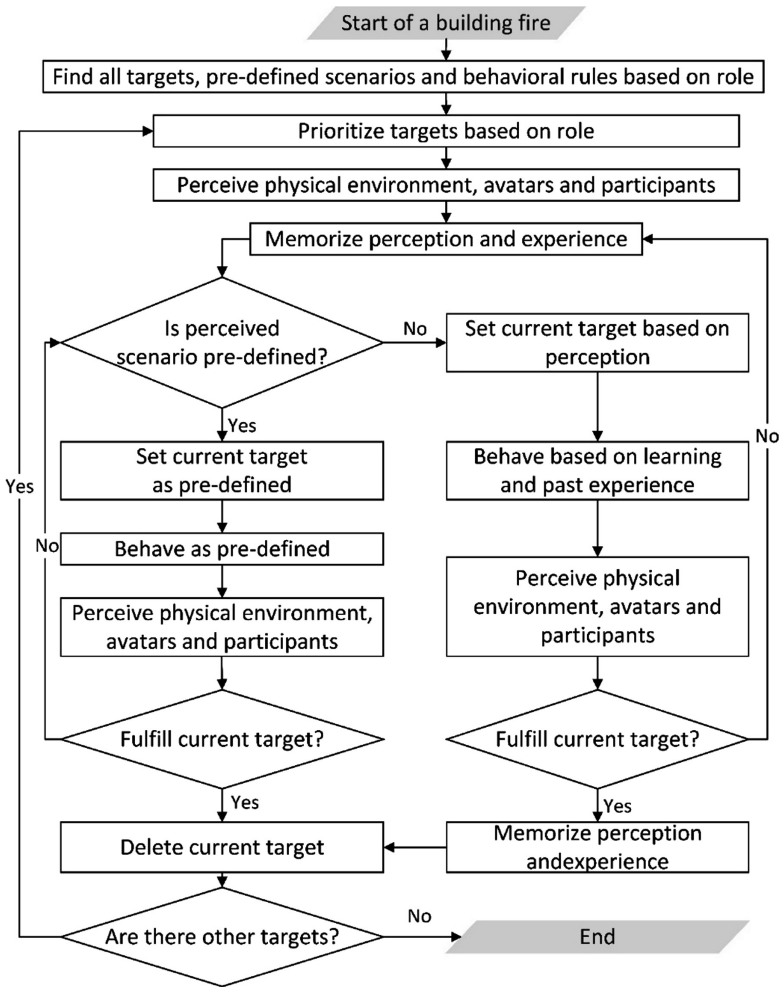 Start of a building fire
Find all targets, pre-defined scenarios and behavioral rules based on role
Prioritize targets based on role
Perceive physical environment, avatars and participants
Memorize perception and experience
Is perceived
scenario pre-defined?
No
Set current target based on
perception
Yes
Set current target
as pre-defined
Behave based on learning
and past experience
No
Yes
No
Behave as pre-defined
Perceive physical environment,
avatars and participants
Perceive physical
environment, avatars and
participants
Fulfill current target?
Fulfill current target?
Yes
Yes
Delete current target
Memorize perception
andexperience
Are there other targets?
No
End